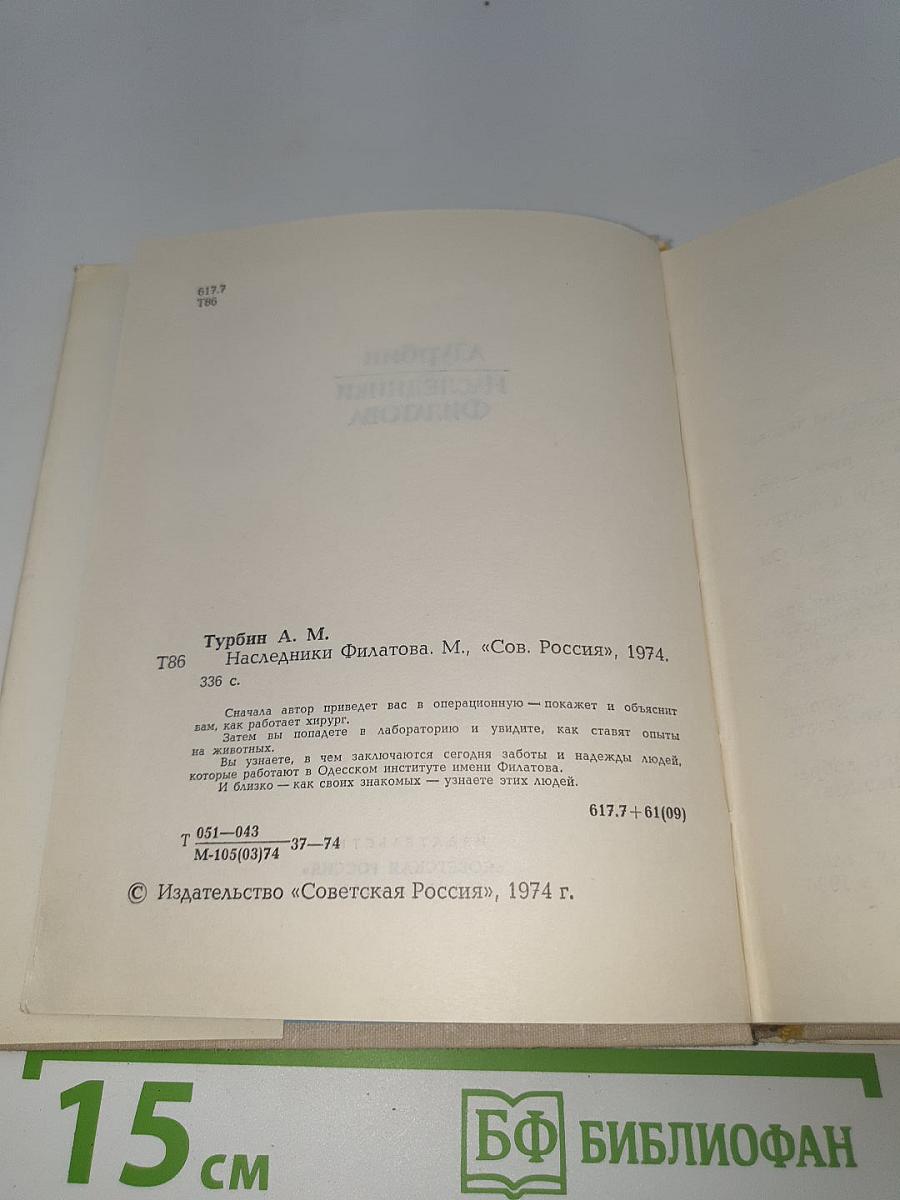 617.7
Т86
Турбин А. М.
Т86 Наследники Филатова. М., «Сов. Россия», 1974.
336 с.
Сначала автор приведет вас в операционную — покажет и объяснит
вам, как работает хирург.
Затем вы попадете в лабораторию и увидите, как ставят опыты
на животных.
Вы узнаете, в чем заключаются сегодня заботы и надежды людей,
которые работают в Одесском институте имени Филатова.
И близко — как своих знакомых — узнаете этих людей.
617.7+61(09)
Т 051—043
М-105(03)74 37—74
© Издательство «Советская Россия», 1974 г.
15 см
БФ БИБЛИОФАН